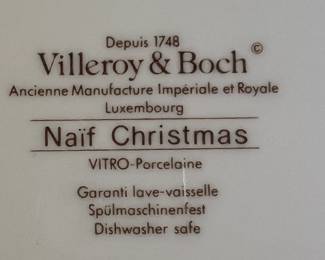 Depuis 1748
Villeroy & Boch ©
Ancienne Manufacture Impériale et Royale
Luxembourg
Naïf Christmas
VITRO-Porcelaine
Garanti lave-vaisselle
Spülmaschinenfest
Dishwasher safe